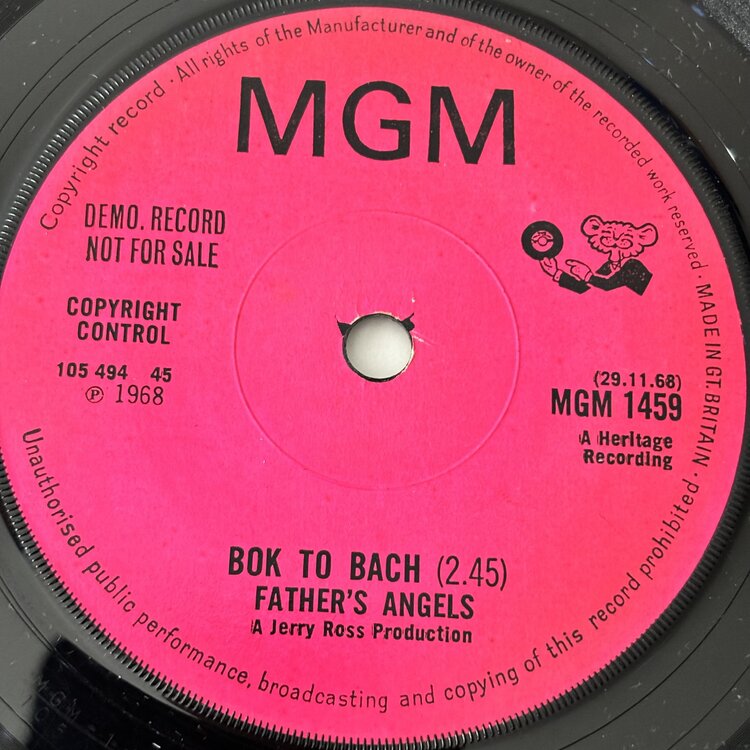 Copyright record · All rights of the Manufacturer and of the owner of the recorded work reserved · MADE IN GT. BRITAIN
MGM
DEMO. RECORD
NOT FOR SALE
COPYRIGHT
CONTROL
105 494 45
Ⓟ 1968
(29.11.68)
MGM 1459
A Heritage
Recording
BOK TO BACH (2.45)
FATHER'S ANGELS
A Jerry Ross Production
Unauthorised public performance, broadcasting and copying of this record prohibited ·